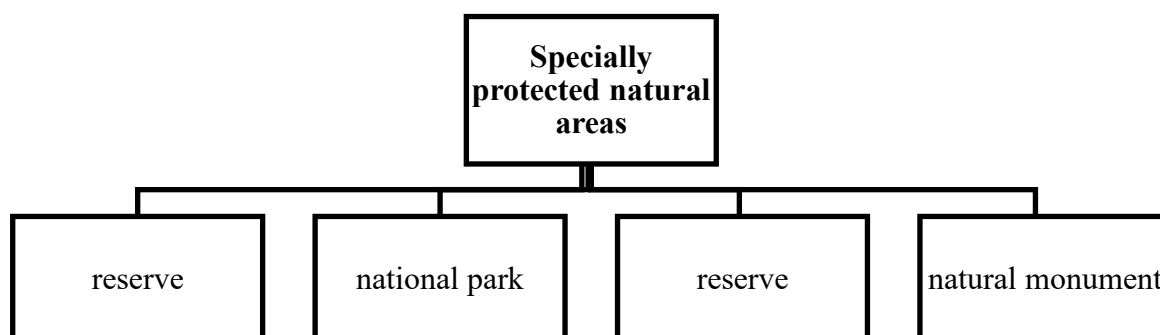 Specially
protected natural
areas
reserve
national park
reserve
natural monument